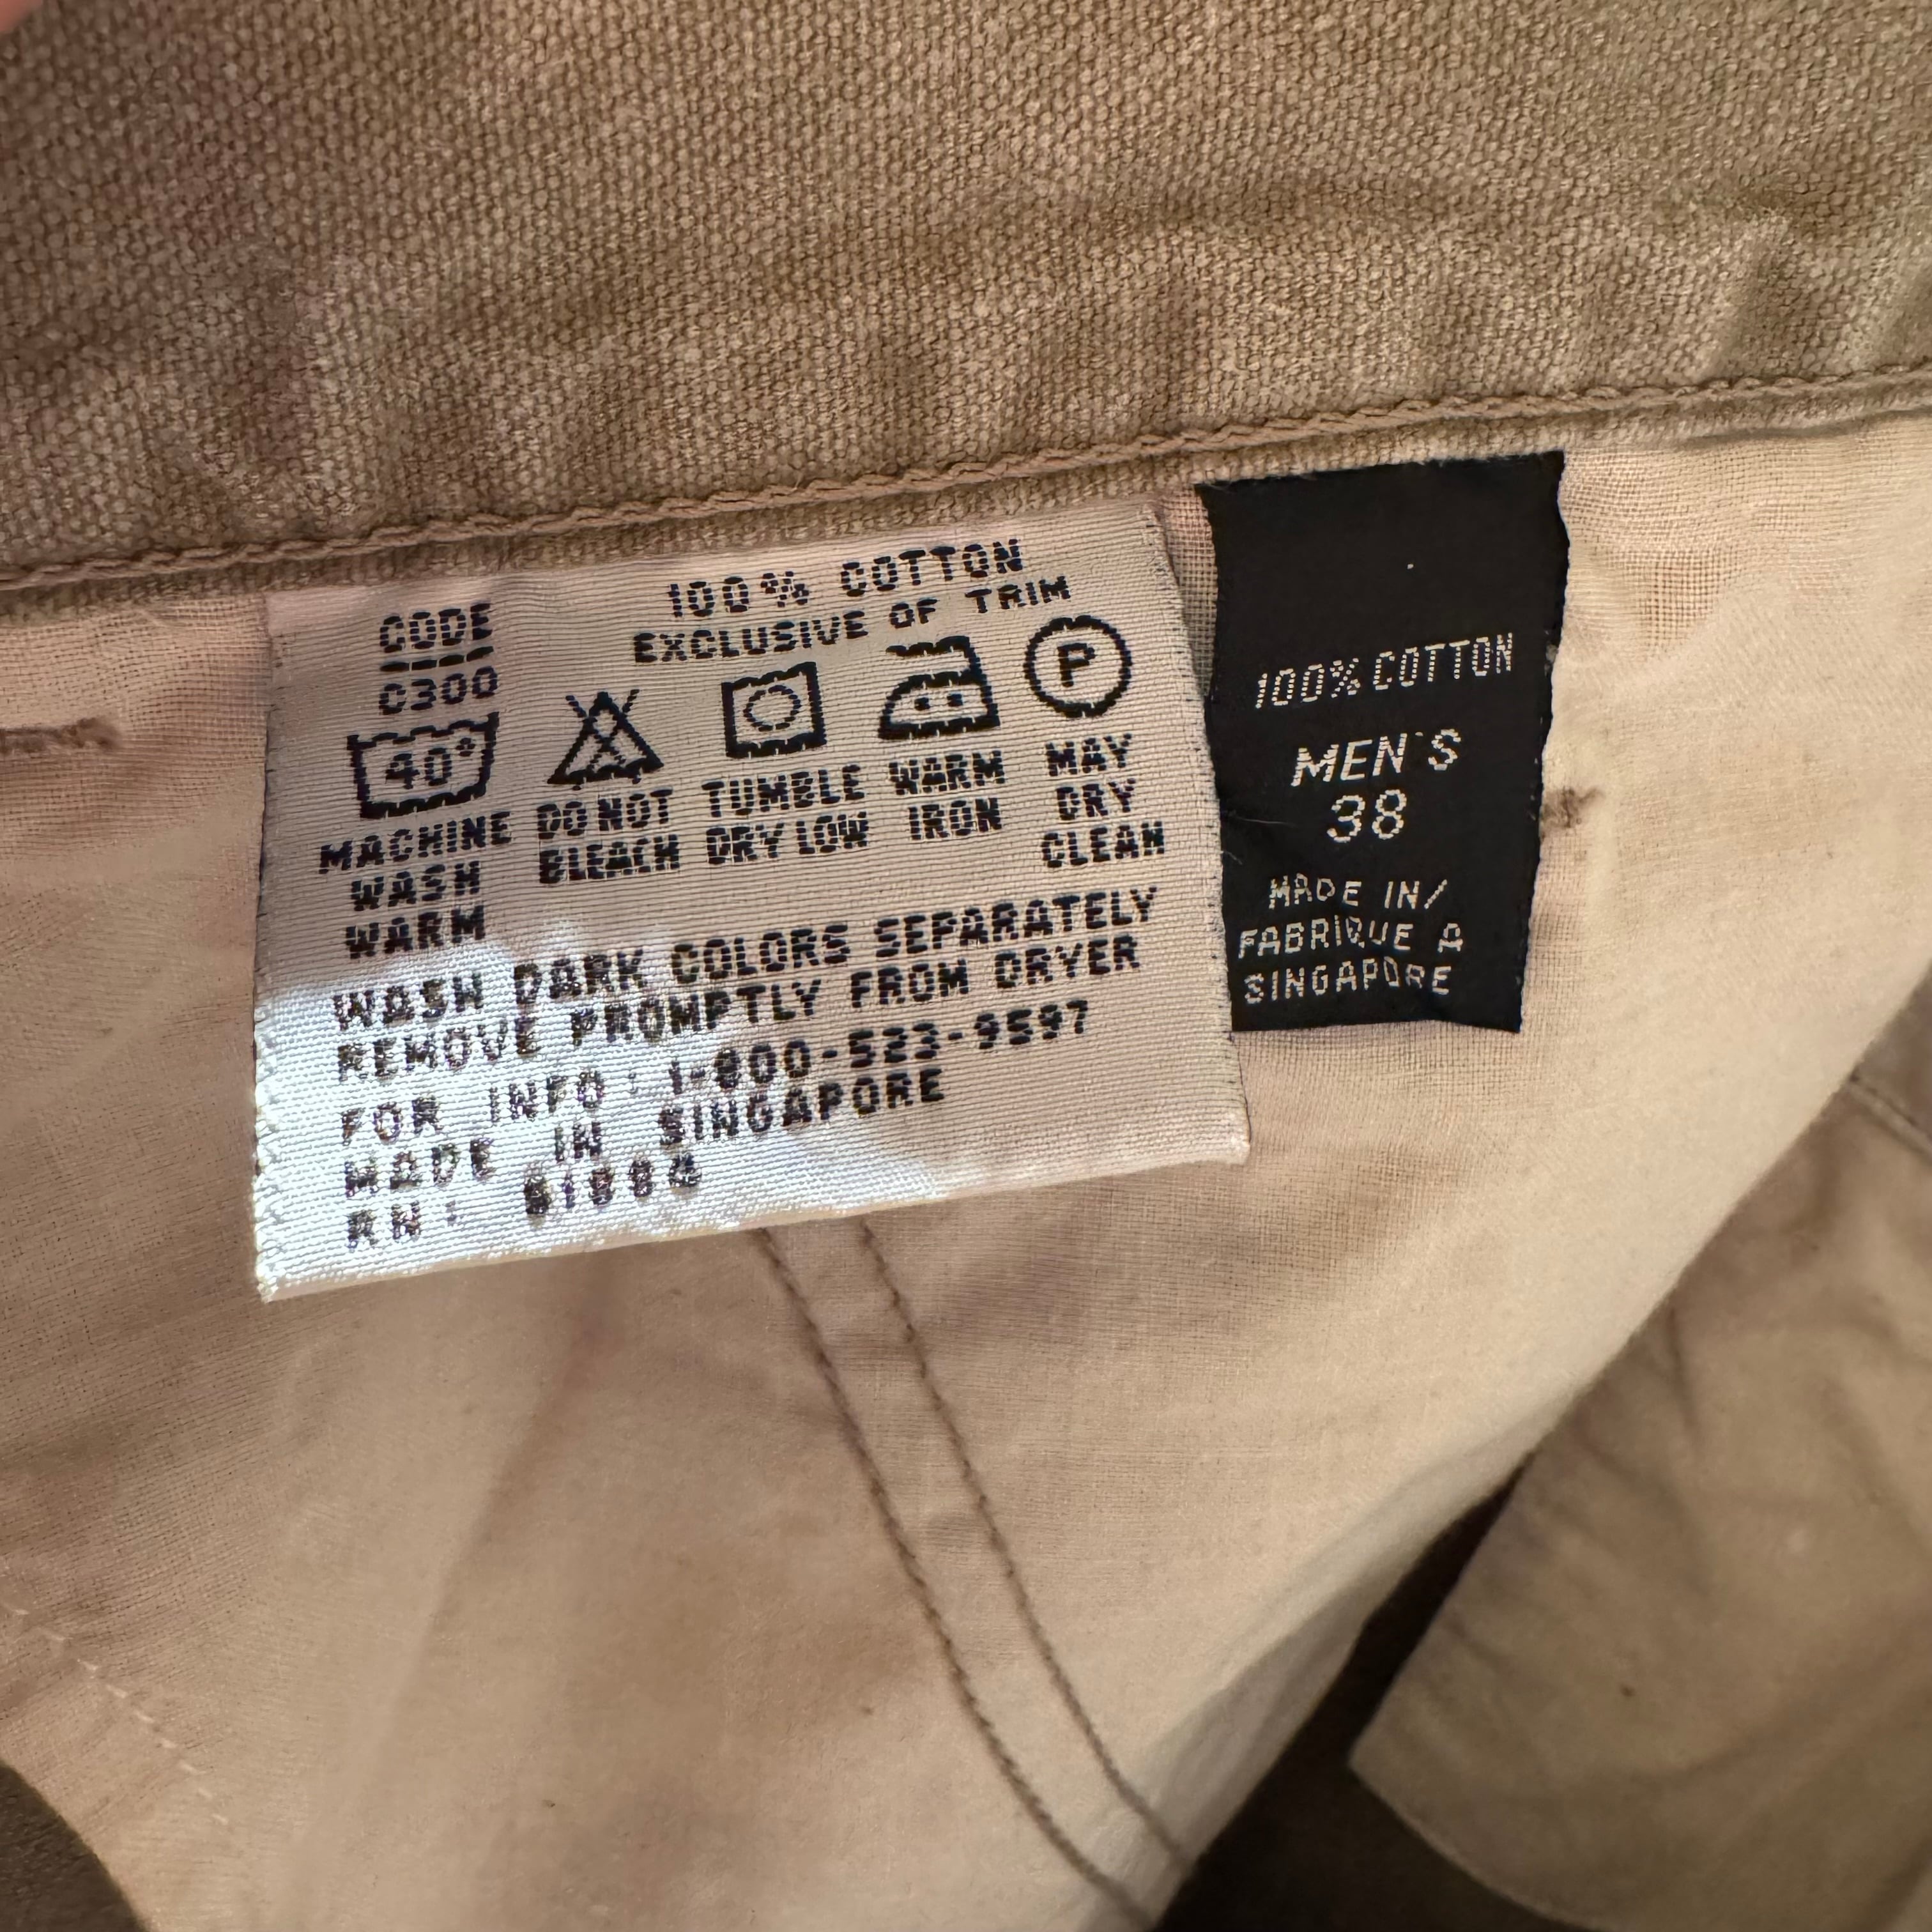 CODE
C300
100% COTTON
EXCLUSIVE OF TRIM
40°
P
MACHINE
WASH
WARM
DO NOT
BLEACH
TUMBLE
DRY LOW
WARM
IRON
MAY
DRY
CLEAN
WASH DARK COLORS SEPARATELY
REMOVE PROMPTLY FROM DRYER
FOR INFO: 1-800-523-9597
MADE IN SINGAPORE
RN:
100% COTTON
MEN'S
38
MADE IN/
FABRIQUE A
SINGAPORE